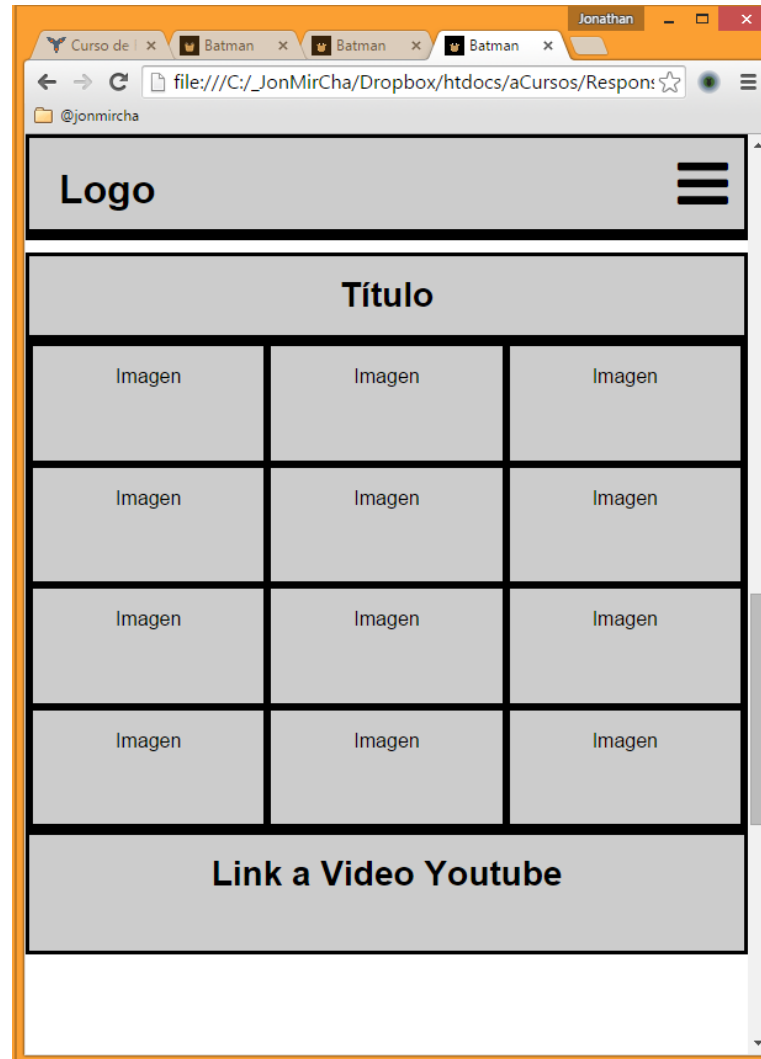 Jonathan
Curso de Batman Batman Batman
file:///C:/_JonMirCha/Dropbox/htdocs/aCursos/Respons
@jonmircha
Logo
Título
Imagen Imagen Imagen
Imagen Imagen Imagen
Imagen Imagen Imagen
Imagen Imagen Imagen
Link a Video Youtube